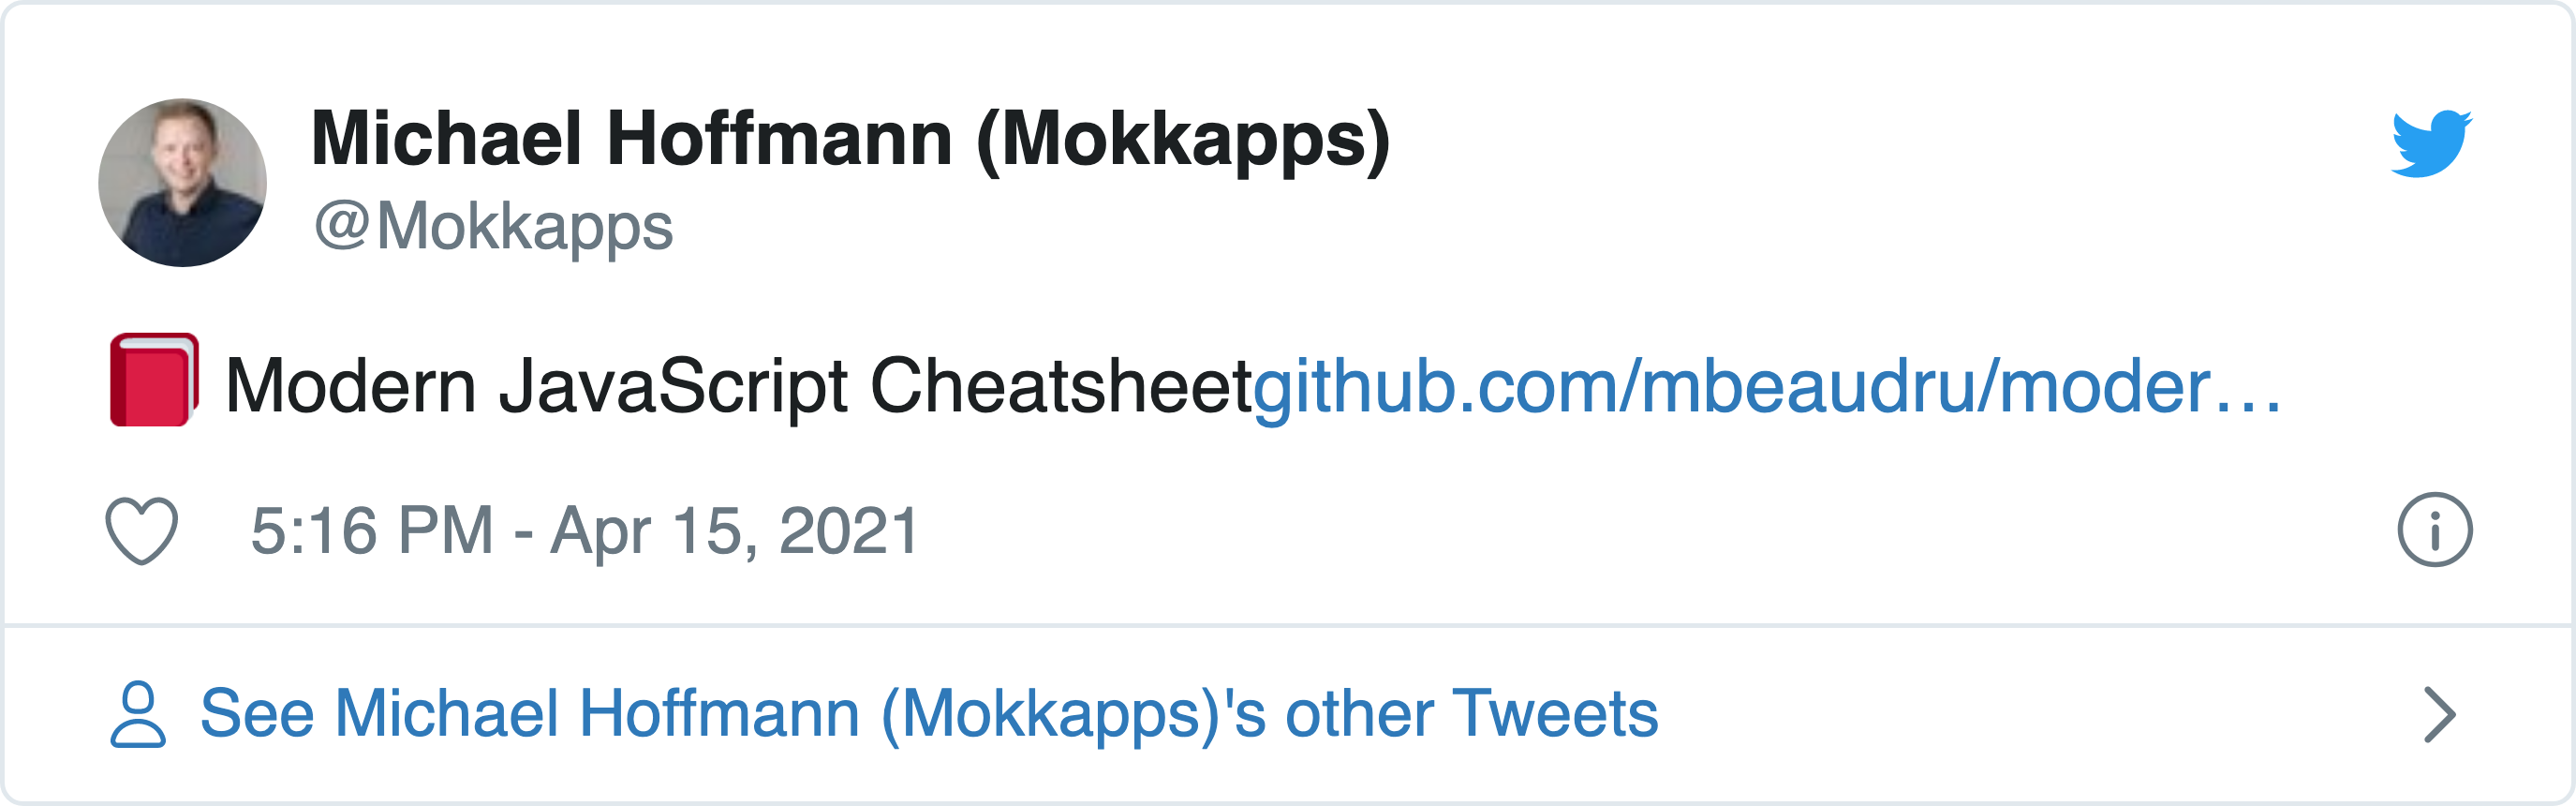 Michael Hoffmann (Mokkapps)
@Mokkapps
Modern JavaScript Cheatsheetgithub.com/mbeaudru/moder…
5:16 PM - Apr 15, 2021
See Michael Hoffmann (Mokkapps)'s other Tweets